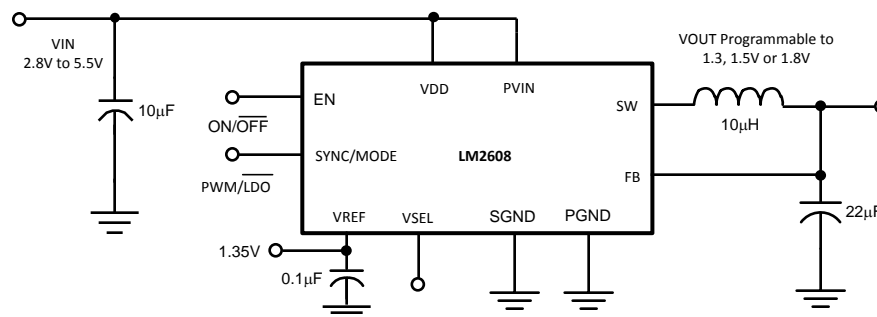 VIN
2.8V to 5.5V
10μF
EN
ON/OFF
SYNC/MODE
PWM/LDO
VDD
PVIN
LM2608
SW
FB
VREF
VSEL
SGND
PGND
1.35V
0.1μF
VOUT Programmable to
1.3, 1.5V or 1.8V
10μH
22μF